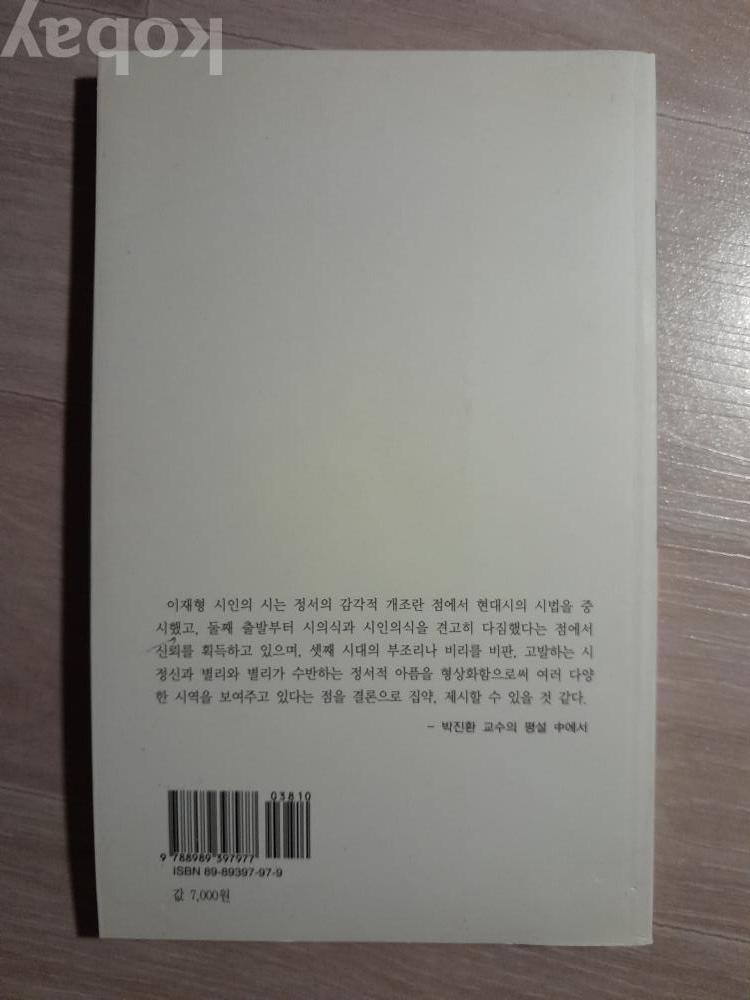 kobay
이재형 시인의 시는 정서의 감각적 개조란 점에서 현대시의 시법을 중
시했고, 둘째 출발부터 시의식과 시인의식을 견고히 다짐했다는 점에서
신뢰를 획득하고 있으며, 셋째 시대의 부조리나 비리를 비판, 고발하는 시
정신과 별리와 별리가 수반하는 정서적 아픔을 형상화함으로써 여러 다양
한 시역을 보여주고 있다는 점을 결론으로 집약, 제시할 수 있을 것 같다.
- 박진환 교수의 평설 中에서
03810
9 788989 397977
ISBN 89-89397-97-9
값 7,000원